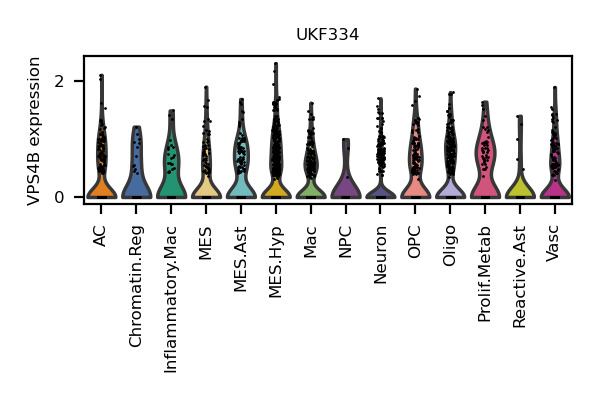 UKF334
VPS4B expression
2
0
AC
Chromatin.Reg
Inflammatory.Mac
MES
MES.Ast
MES.Hyp
Mac
NPC
Neuron
OPC
Oligo
Prolif.Metab
Reactive.Ast
Vasc